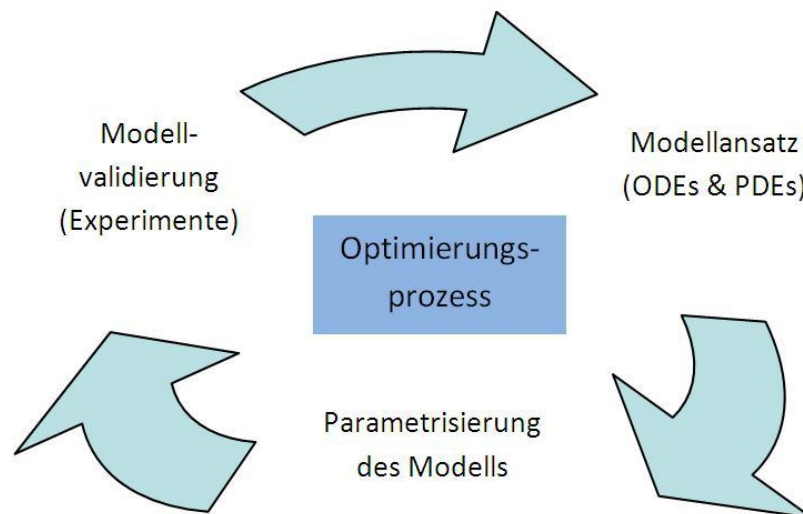 Modell-
validierung
(Experimente)
Modellansatz
(ODEs & PDEs)
Optimierungs-
prozess
Parametrisierung
des Modells